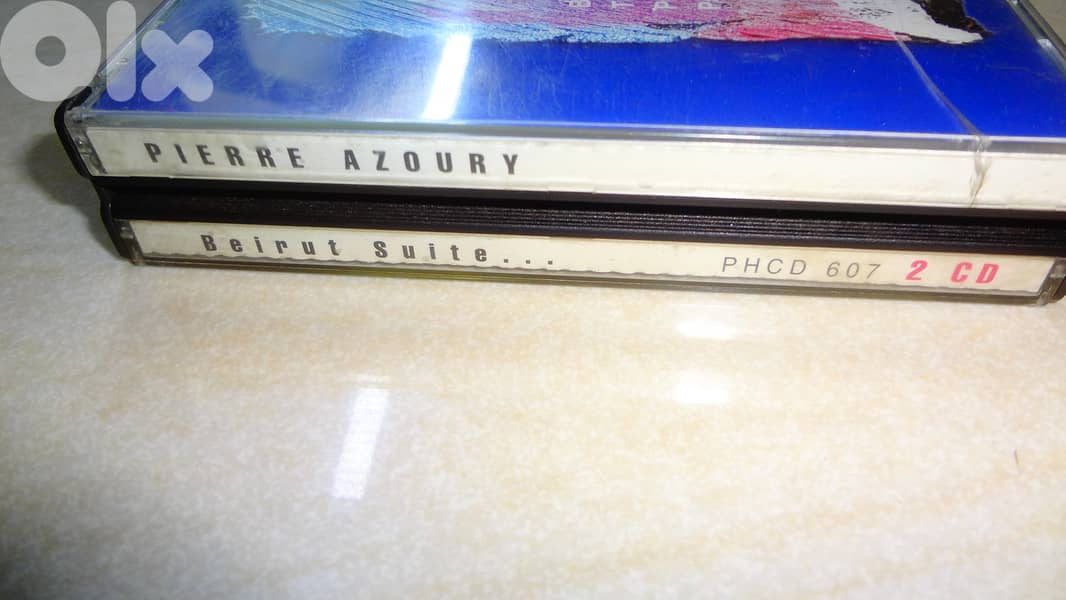 olx
PIERRE AZOURY
Beirut Suite... PHCD 607 2 CD